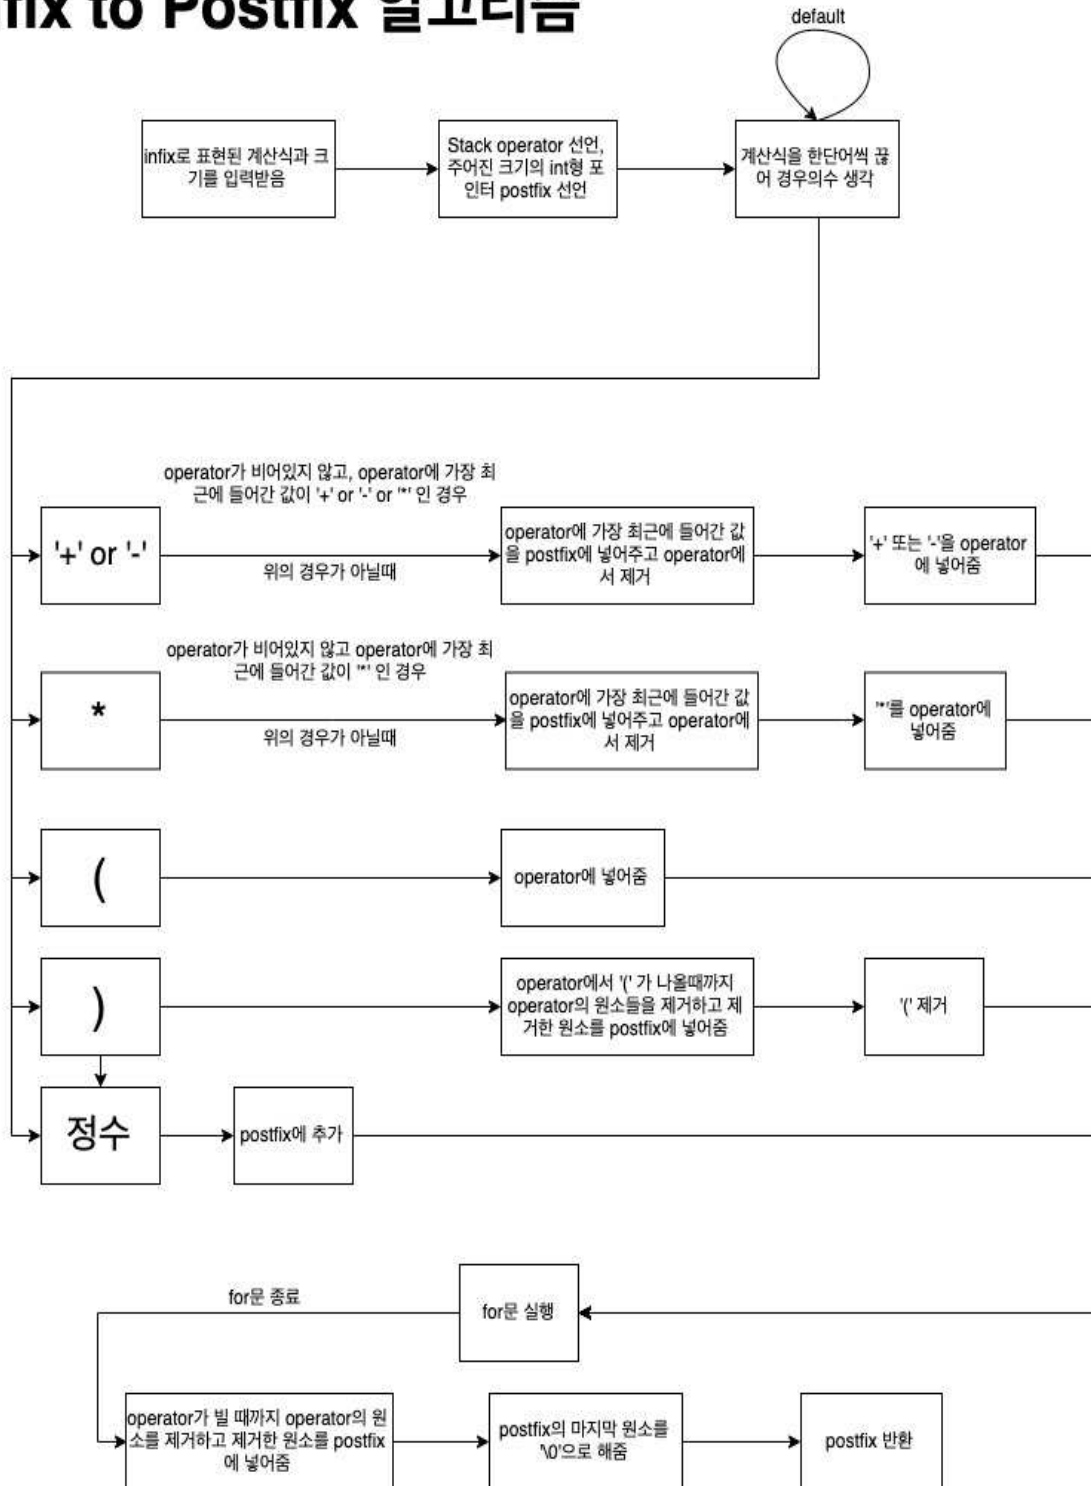 fix to Postfix 알고리즘
default
infix로 표현된 계산식과 크
기를 입력받음
Stack operator 선언,
주어진 크기의 int형 포
인터 postfix 선언
계산식을 한단어씩 끊
어 경우의수 생각
operator가 비어있지 않고, operator에 가장 최
근에 들어간 값이 '+' or '-' or '*' 인 경우
'+' or '-'
위의 경우가 아닐때
operator에 가장 최근에 들어간 값
을 postfix에 넣어주고 operator에
서 제거
'+' 또는 '-'을 operator
에 넣어줌
operator가 비어있지 않고 operator에 가장 최
근에 들어간 값이 '*' 인 경우
*
위의 경우가 아닐때
operator에 가장 최근에 들어간 값
을 postfix에 넣어주고 operator에
서 제거
'*'를 operator에
넣어줌
(
operator에 넣어줌
)
operator에서 '(' 가 나올때까지
operator의 원소들을 제거하고 제
거한 원소를 postfix에 넣어줌
'(' 제거
정수
postfix에 추가
for문 종료
for문 실행
operator가 빌 때까지 operator의 원
소를 제거하고 제거한 원소를 postfix
에 넣어줌
postfix의 마지막 원소를
'\0'으로 해줌
postfix 반환